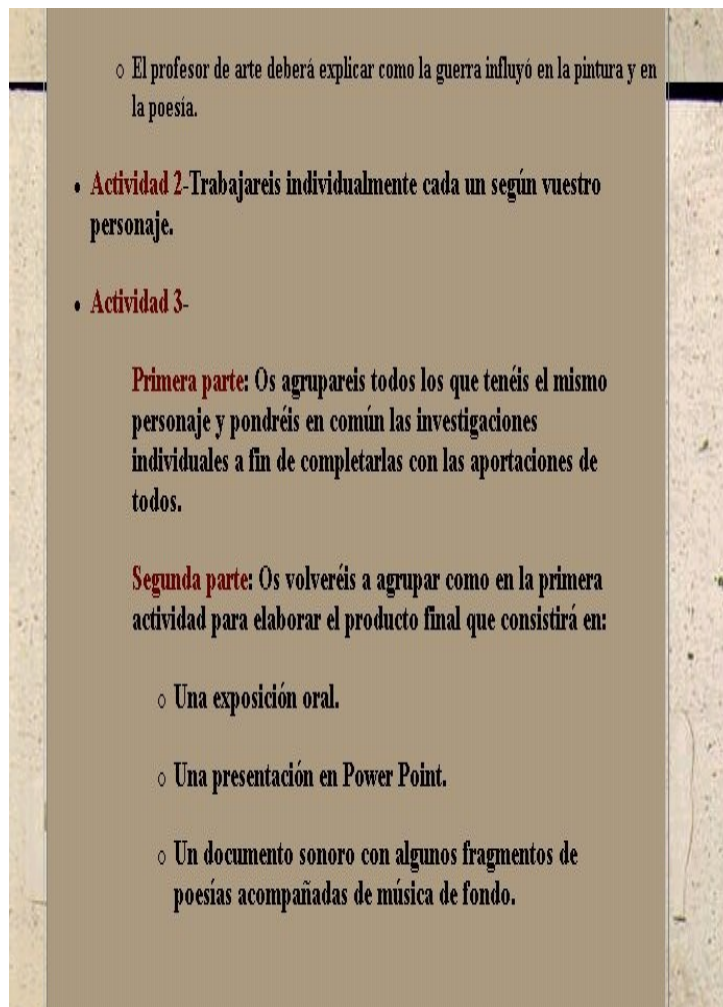 ○ El profesor de arte deberá explicar como la guerra influyó en la pintura y en
la poesía.
• Actividad 2-Trabajareis individualmente cada un según vuestro
personaje.
• Actividad 3-
Primera parte: Os agrupareis todos los que tenéis el mismo
personaje y pondréis en común las investigaciones
individuales a fin de completarlas con las aportaciones de
todos.
Segunda parte: Os volveréis a agrupar como en la primera
actividad para elaborar el producto final que consistirá en:
○ Una exposición oral.
○ Una presentación en Power Point.
○ Un documento sonoro con algunos fragmentos de
poesías acompañadas de música de fondo.